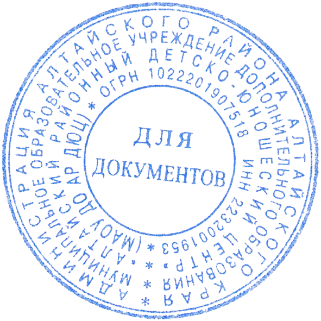 АДМИНИСТРАЦИЯ АЛТАЙСКОГО РАЙОНА АЛТАЙСКОГО КРАЯ *
МУНИЦИПАЛЬНОЕ ОБРАЗОВАТЕЛЬНОЕ УЧРЕЖДЕНИЕ ДОПОЛНИТЕЛЬНОГО ОБРАЗОВАНИЯ *
"АЛТАЙСКИЙ РАЙОННЫЙ ДЕТСКО-ЮНОШЕСКИЙ ЦЕНТР" *
(МАОУ ДО АР ДЮЦ) * ОГРН 1022201907518 ИНН 2232001953 *
ДЛЯ
ДОКУМЕНТОВ